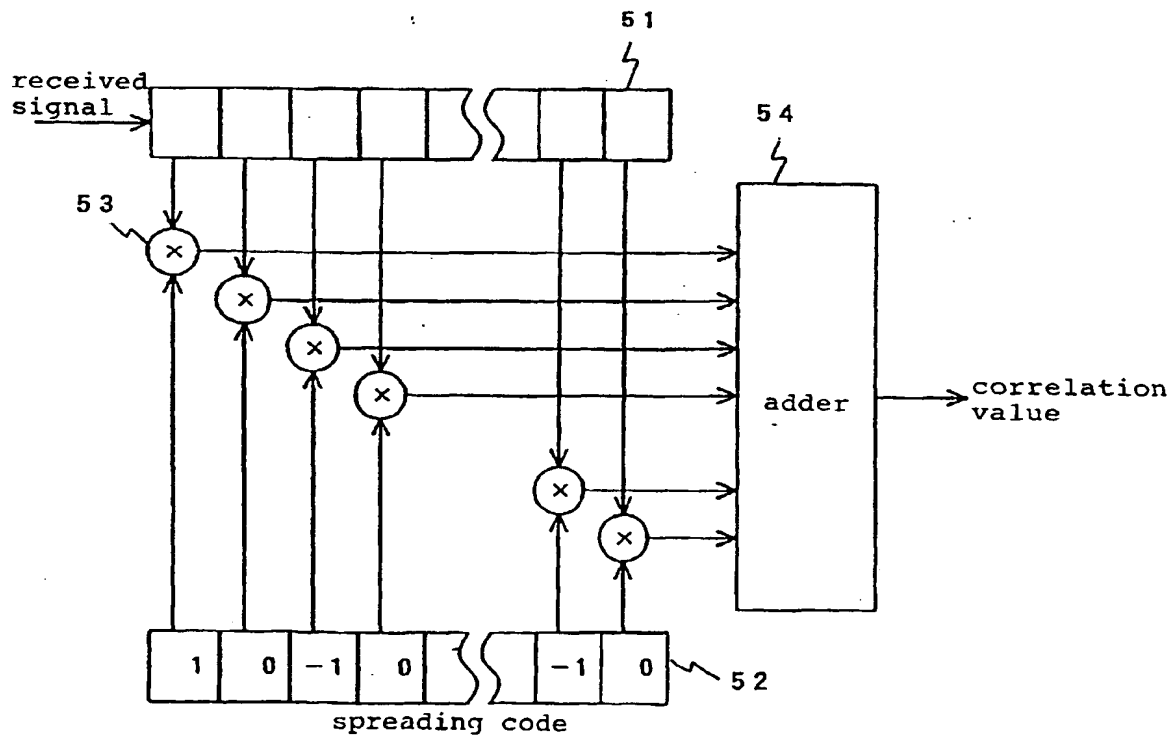 51
received
signal
54
53
×
×
×
×
adder
correlation
value
×
×
1 0 -1 0 -1 0
52
spreading code